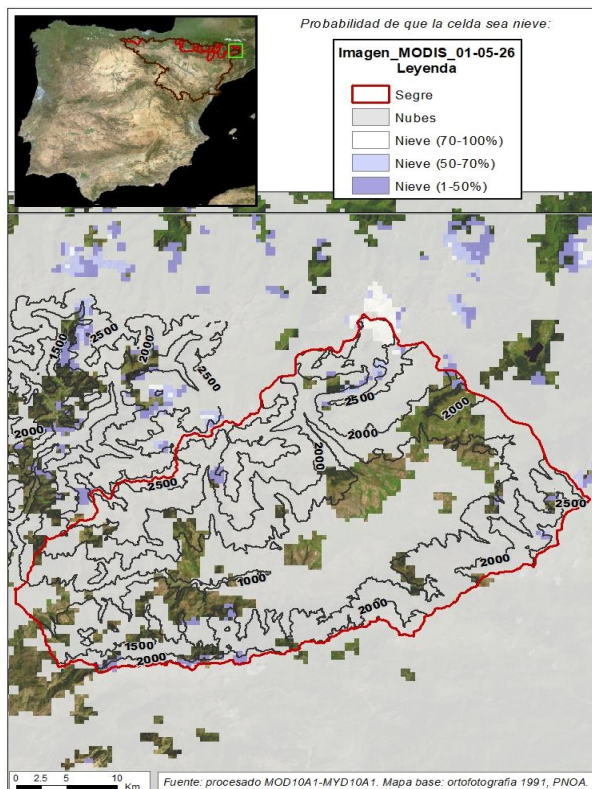 Probabilidad de que la celda sea nieve:
Imagen_MODIS_01-05-26
Leyenda
Segre
Nubes
Nieve (70-100%)
Nieve (50-70%)
Nieve (1-50%)
1500
2500
2000
2500
2000
2500
2500
2000
2000
2000
2500
2000
1000
2000
1500
2000
0 2.5 5 10
Km
Fuente: procesado MOD10A1-MYD10A1. Mapa base: ortofotografía 1991, PNOA.